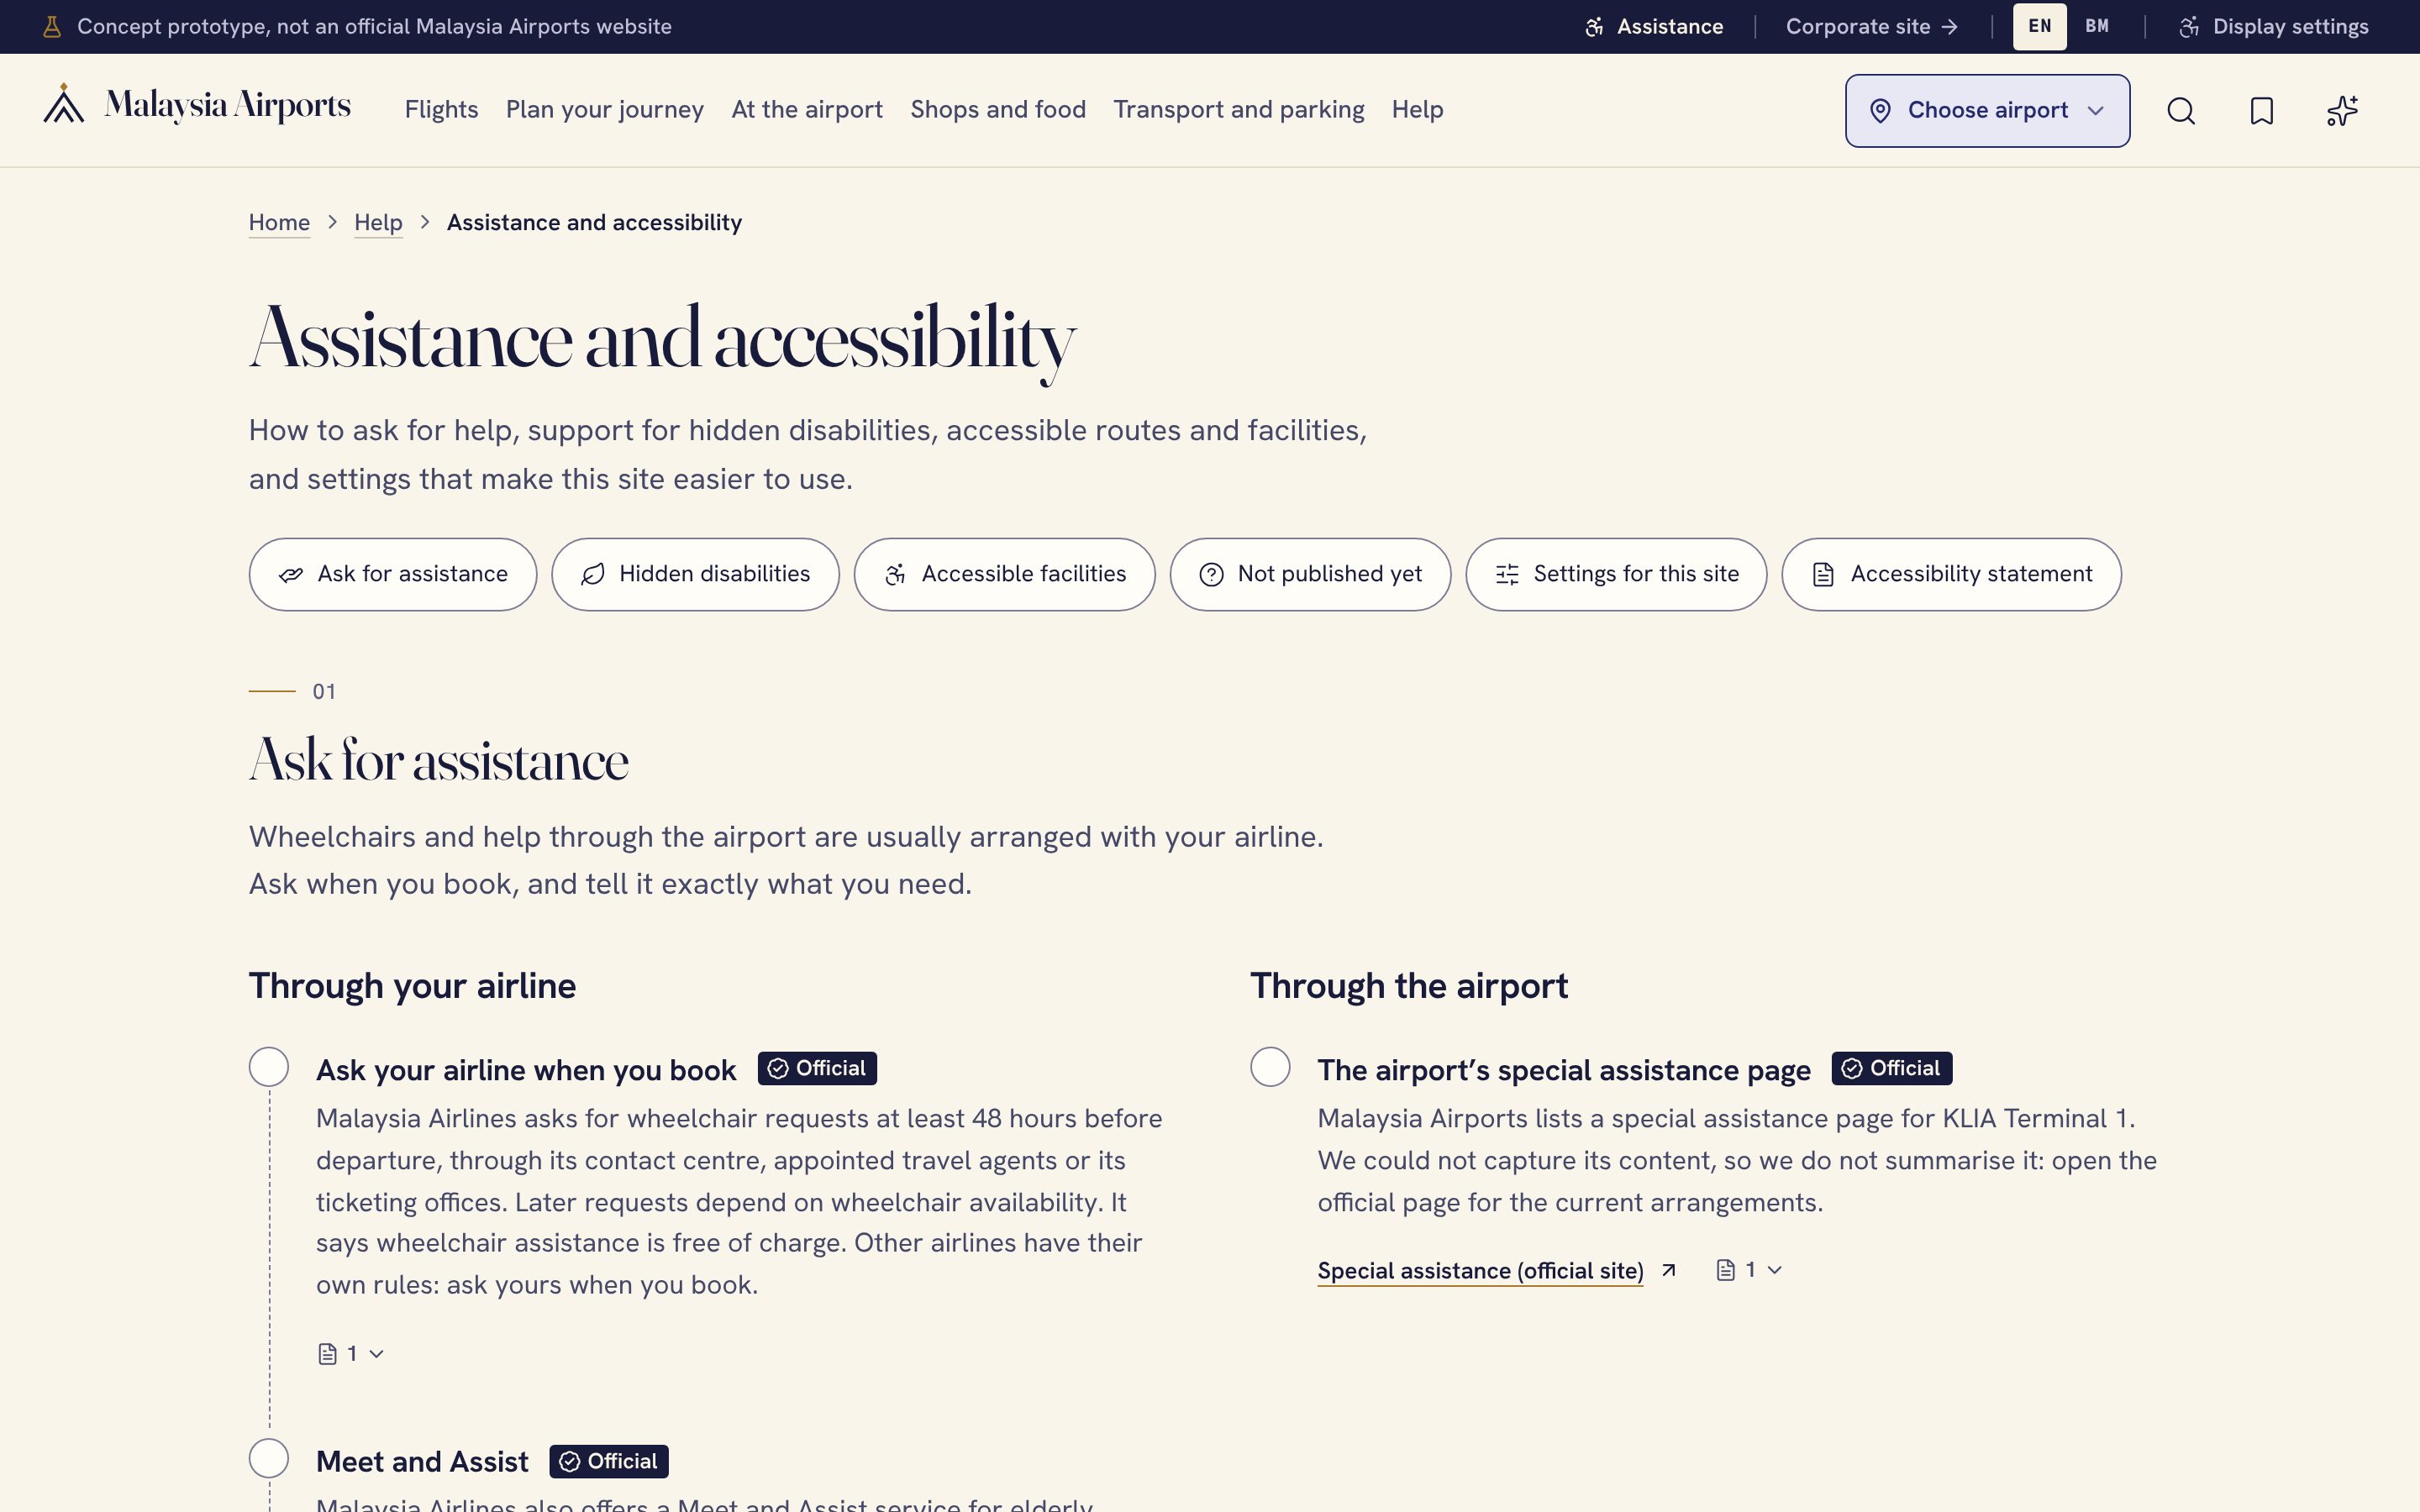 Concept prototype, not an official Malaysia Airports website
Assistance
Corporate site →
EN
BM
Display settings
Malaysia Airports
Flights
Plan your journey
At the airport
Shops and food
Transport and parking
Help
Choose airport
Home > Help > Assistance and accessibility
Assistance and accessibility
How to ask for help, support for hidden disabilities, accessible routes and facilities,
and settings that make this site easier to use.
Ask for assistance
Hidden disabilities
Accessible facilities
Not published yet
Settings for this site
Accessibility statement
01
Ask for assistance
Wheelchairs and help through the airport are usually arranged with your airline.
Ask when you book, and tell it exactly what you need.
Through your airline
Ask your airline when you book
Official
Malaysia Airlines asks for wheelchair requests at least 48 hours before
departure, through its contact centre, appointed travel agents or its
ticketing offices. Later requests depend on wheelchair availability. It
says wheelchair assistance is free of charge. Other airlines have their
own rules: ask yours when you book.
1
Meet and Assist
Official
Malaysia Airlines also offers a Meet and Assist service for elderly
Through the airport
The airport’s special assistance page
Official
Malaysia Airports lists a special assistance page for KLIA Terminal 1.
We could not capture its content, so we do not summarise it: open the
official page for the current arrangements.
Special assistance (official site)
1